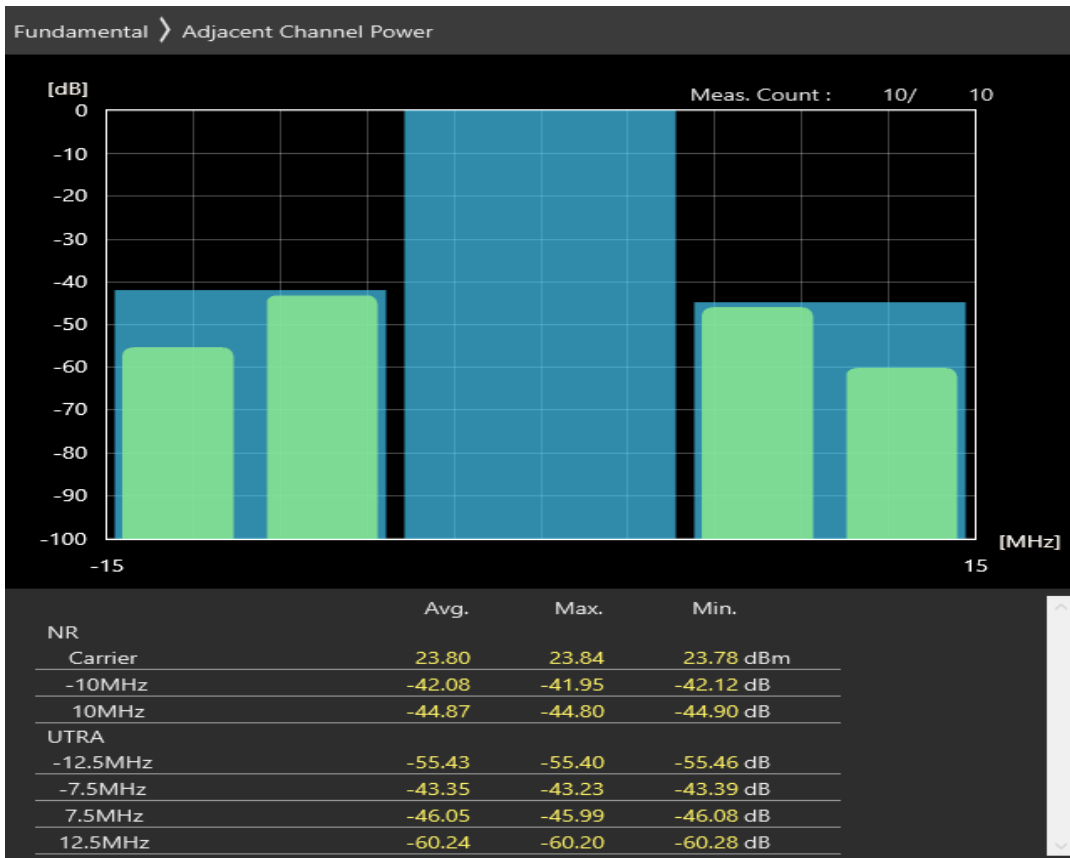 Fundamental 〉 Adjacent Channel Power
[dB]
Meas. Count : 10/ 10
0
-10
-20
-30
-40
-50
-60
-70
-80
-90
-100
[MHz]
-15 15
Avg. Max. Min.
NR
Carrier 23.80 23.84 23.78 dBm
-10MHz -42.08 -41.95 -42.12 dB
10MHz -44.87 -44.80 -44.90 dB
UTRA
-12.5MHz -55.43 -55.40 -55.46 dB
-7.5MHz -43.35 -43.23 -43.39 dB
7.5MHz -46.05 -45.99 -46.08 dB
12.5MHz -60.24 -60.20 -60.28 dB